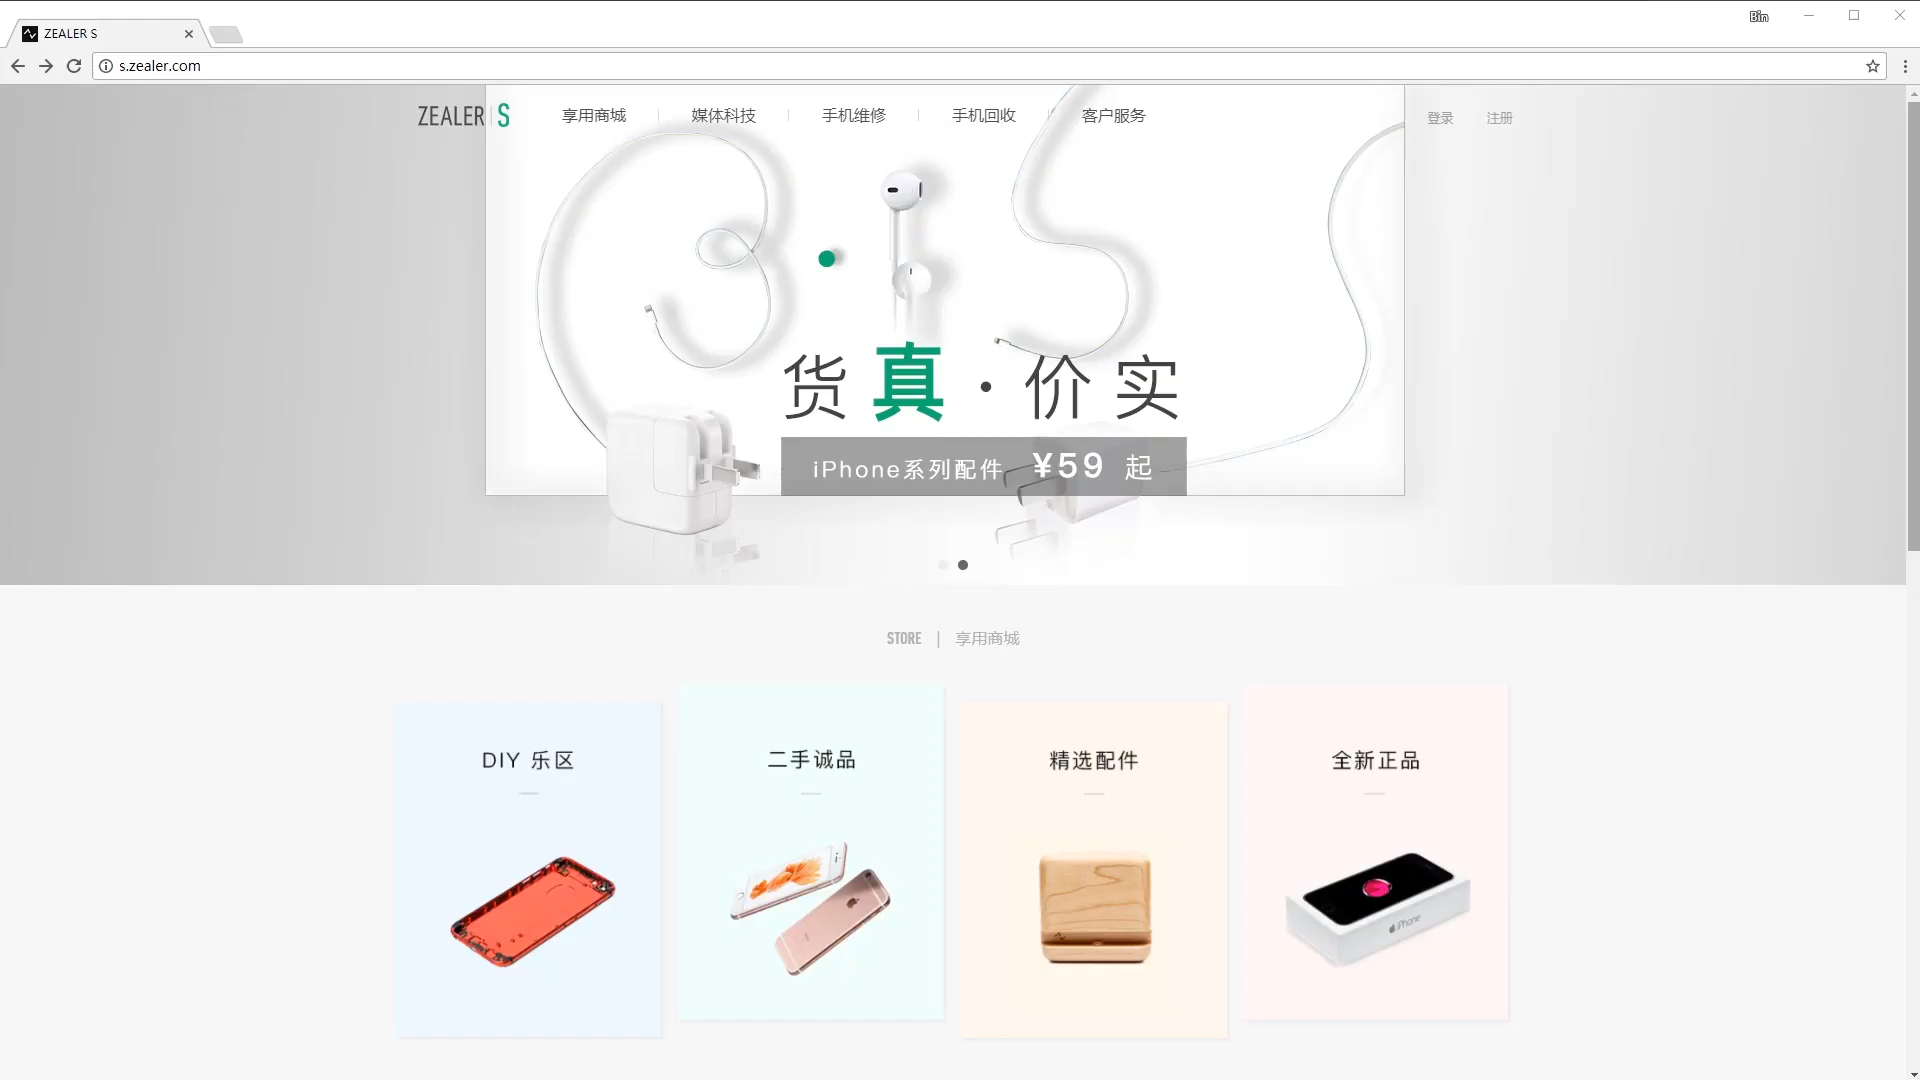 Bin
ZEALER S
s.zealer.com
ZEALER S 享用商城 媒体科技 手机维修 手机回收 客户服务 登录 注册
货真·价实
iPhone系列配件 ¥59 起
STORE | 享用商城
DIY 乐区
二手诚品
精选配件
全新正品
iPhone